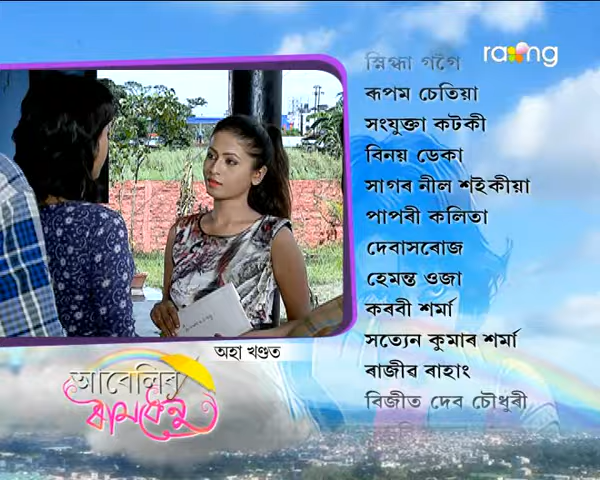 raang
স্নিগ্ধা গগৈ
ৰূপম চেতিয়া
সংযুক্তা কটকী
বিনয় ডেকা
সাগৰ নীল শইকীয়া
পাপৰী কলিতা
দেবাসৰোজ
হেমন্ত ওজা
কৰবী শৰ্মা
সত্যেন কুমাৰ শৰ্মা
ৰাজীৱ ৰাহাং
বিজীত দেব চৌধুৰী
অহা খণ্ডত
আবেলিৰ
ৰামধেনু